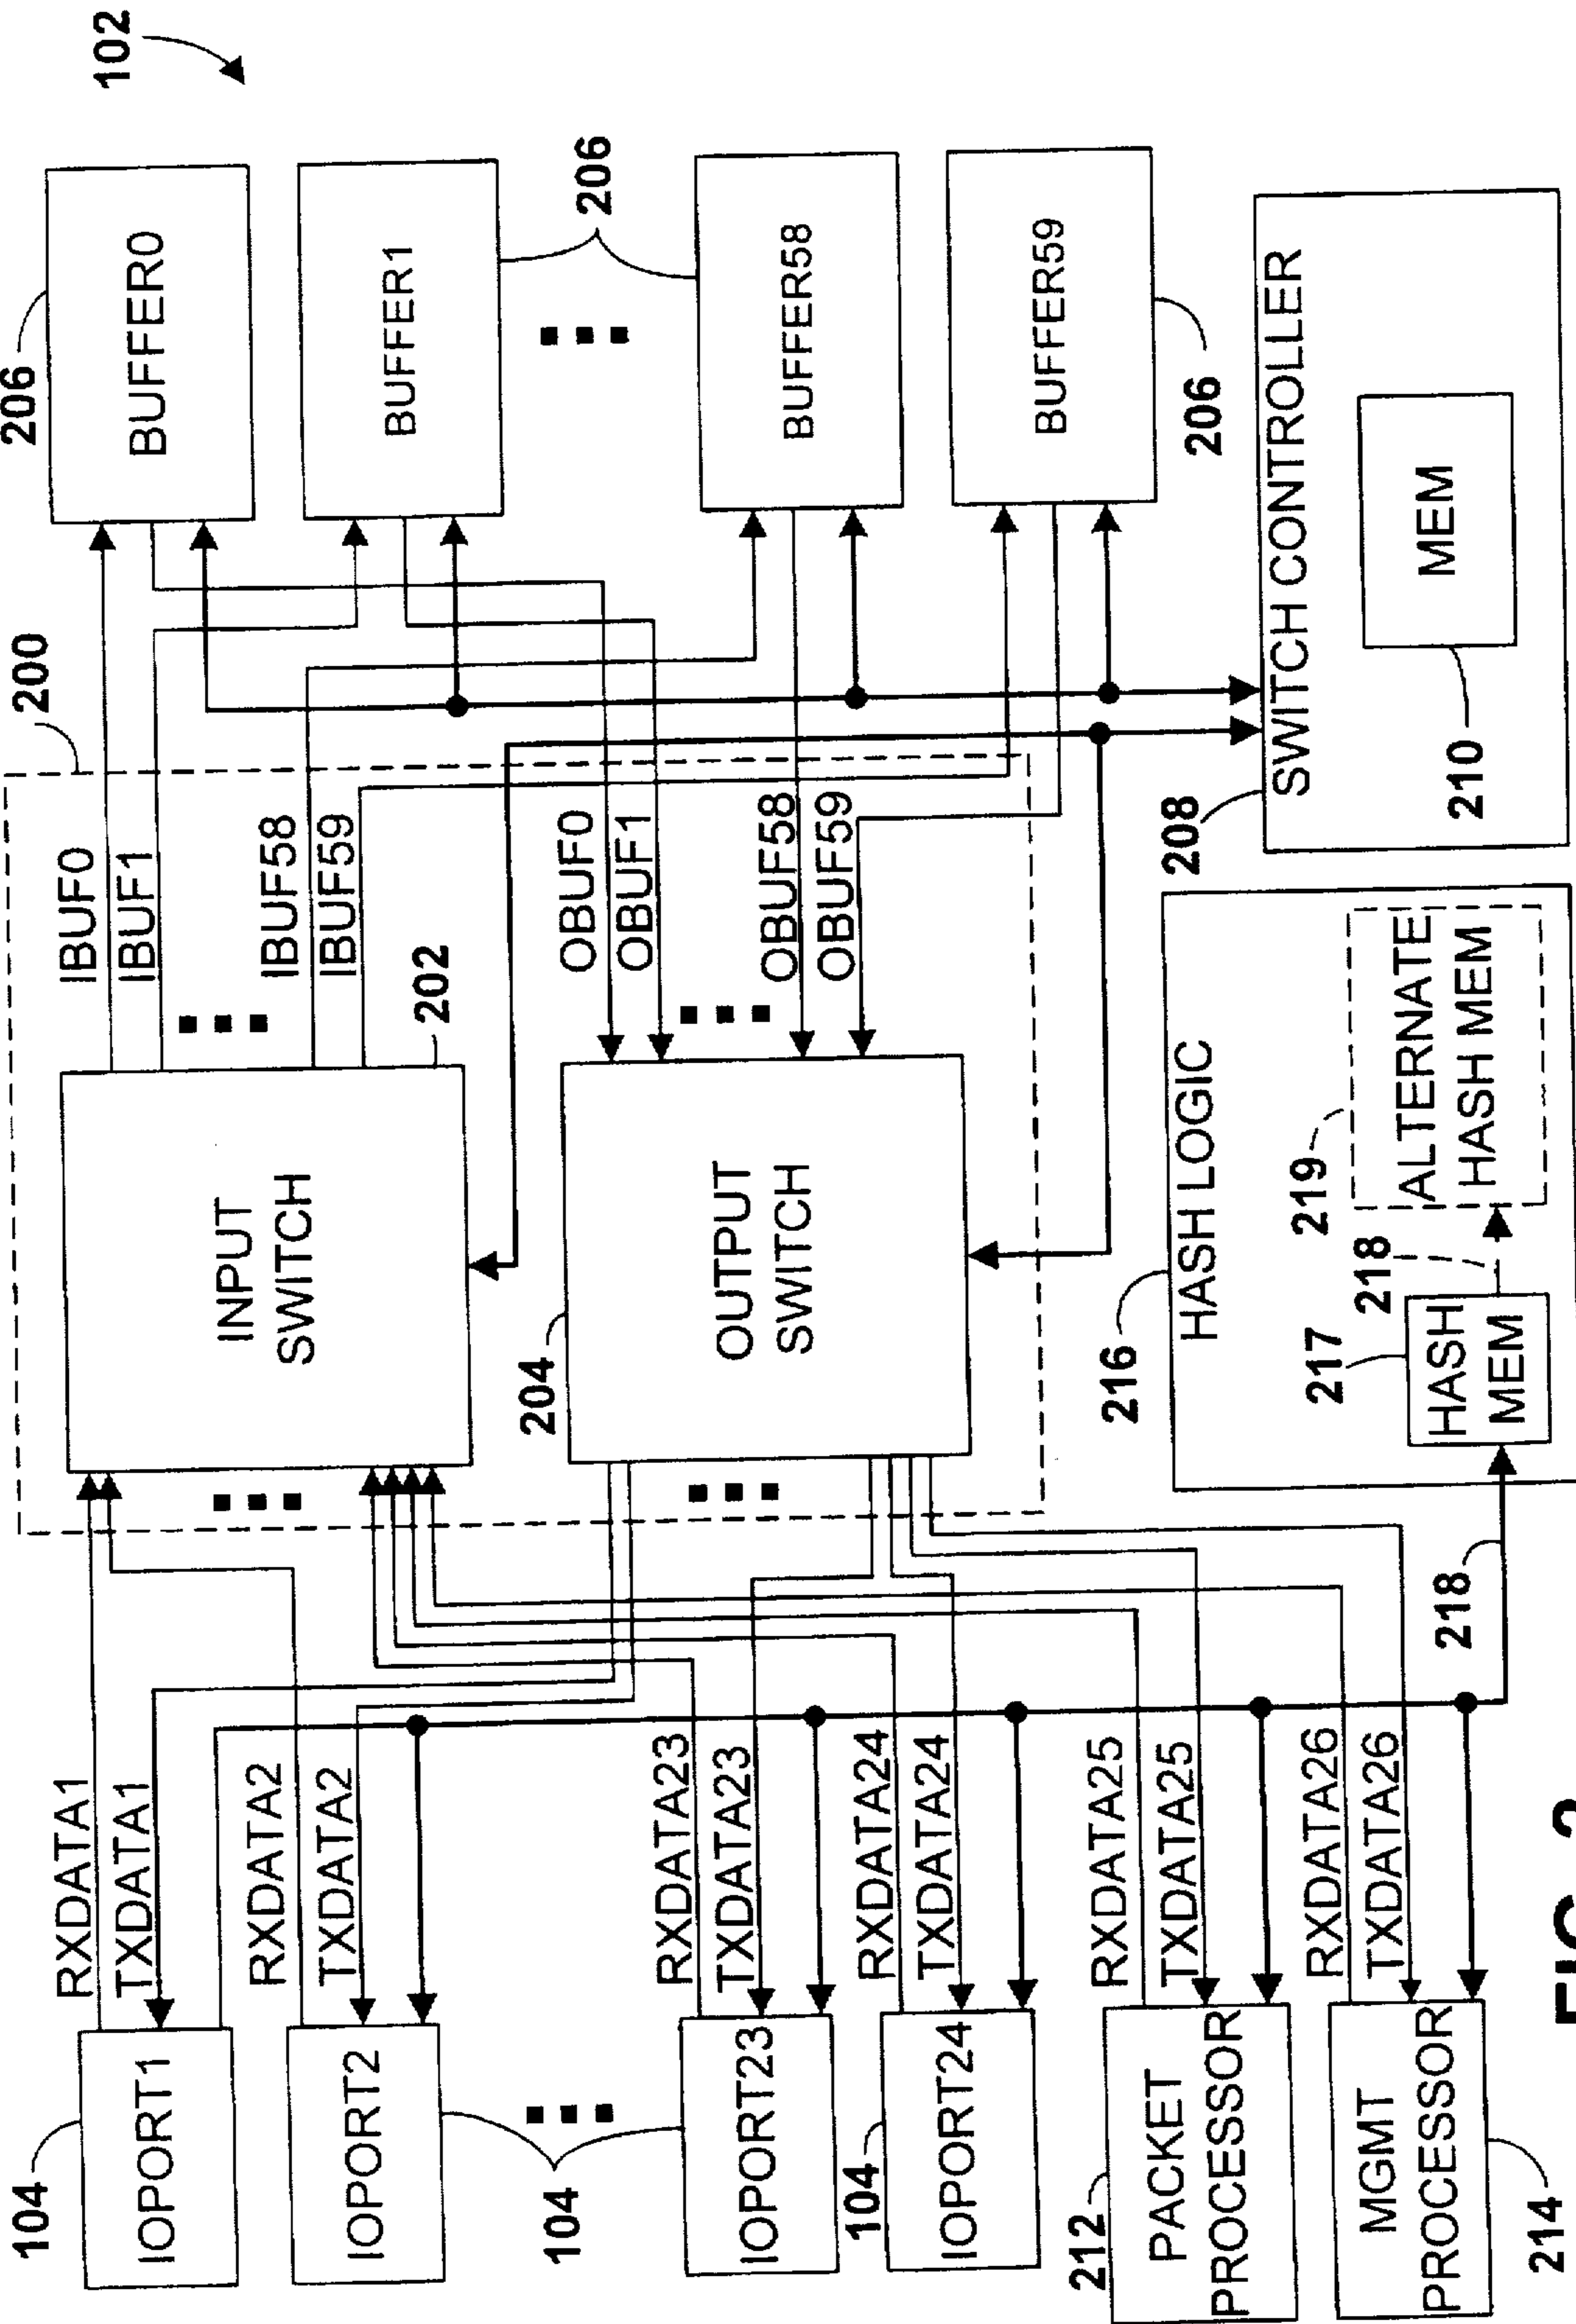 102
206
BUFFER0
BUFFER1
206
BUFFER58
BUFFER59
206
200
IBUF0
IBUF1
IBUF58
IBUF59
202
OBUF0
OBUF1
OBUF58
OBUF59
INPUT
SWITCH
204
OUTPUT
SWITCH
208
SWITCH CONTROLLER
MEM
210
216
HASH LOGIC
217
HASH
MEM
218
219
ALTERNATE
HASH MEM
218
RXDATA1
TXDATA1
RXDATA2
TXDATA2
RXDATA23
TXDATA23
RXDATA24
TXDATA24
RXDATA25
TXDATA25
RXDATA26
TXDATA26
104
IOPORT1
IOPORT2
104
IOPORT23
104
IOPORT24
212
PACKET
PROCESSOR
MGMT
PROCESSOR
214